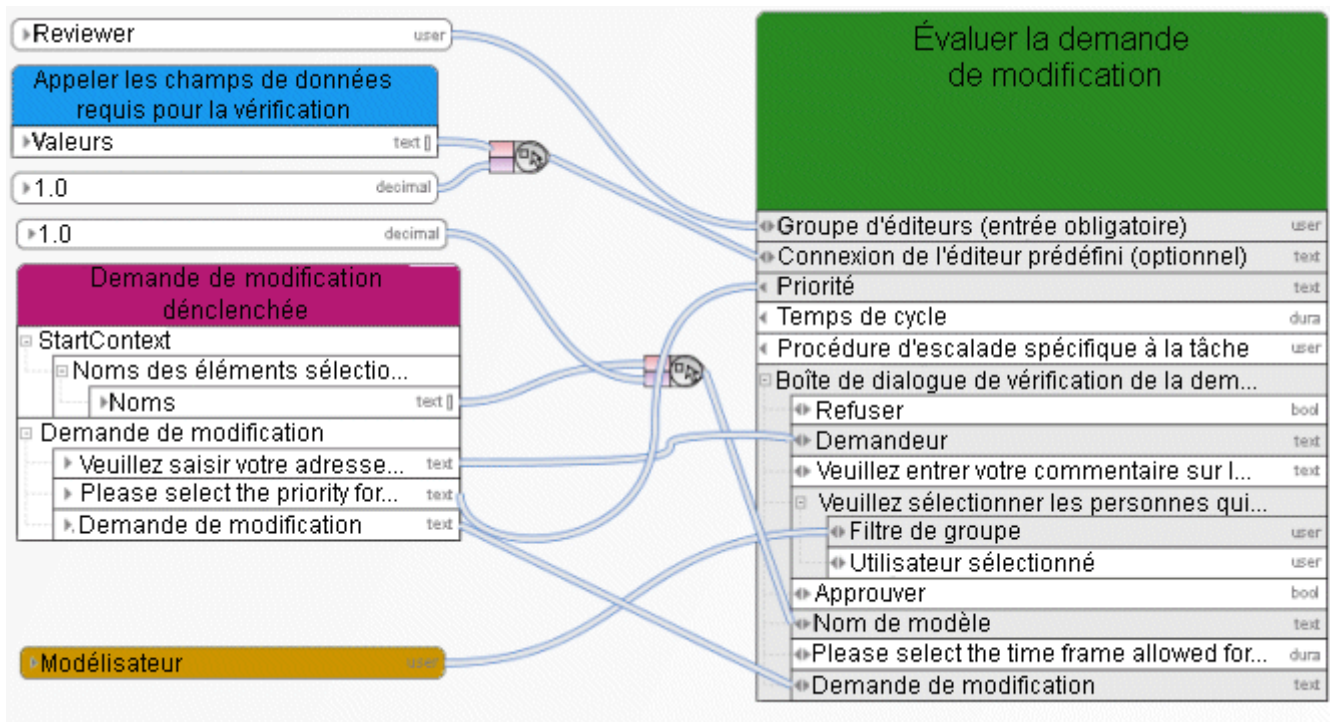 Reviewer user
Appeler les champs de données
requis pour la vérification
Valeurs text []
1.0 decimal
1.0 decimal
Demande de modification
dénclenchée
StartContext
Noms des éléments sélectio...
Noms text []
Demande de modification
Veuillez saisir votre adresse... text
Please select the priority for... text
Demande de modification text
Modélisateur user
Évaluer la demande
de modification
Groupe d'éditeurs (entrée obligatoire) user
Connexion de l'éditeur prédéfini (optionnel) text
Priorité text
Temps de cycle dura
Procédure d'escalade spécifique à la tâche user
Boîte de dialogue de vérification de la dem...
Refuser bool
Demandeur text
Veuillez entrer votre commentaire sur l... text
Veuillez sélectionner les personnes qui...
Filtre de groupe user
Utilisateur sélectionné user
Approuver bool
Nom de modèle text
Please select the time frame allowed for... dura
Demande de modification text